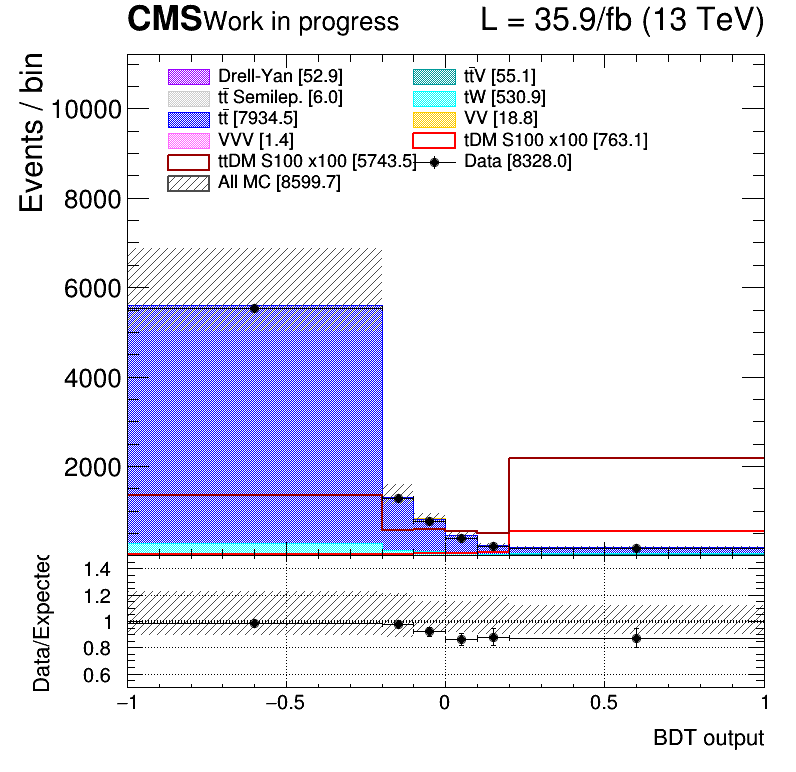 CMS Work in progress L = 35.9/fb (13 TeV)
Events / bin
Drell-Yan [52.9] tt̄V [55.1]
tt̄ Semilep. [6.0] tW [530.9]
tt̄ [7934.5] VV [18.8]
VVV [1.4] tDM S100 x100 [763.1]
ttDM S100 x100 [5743.5] Data [8328.0]
All MC [8599.7]
10000
8000
6000
4000
2000
Data/Expected
1.4
1.2
1
0.8
0.6
−1 −0.5 0 0.5 1
BDT output